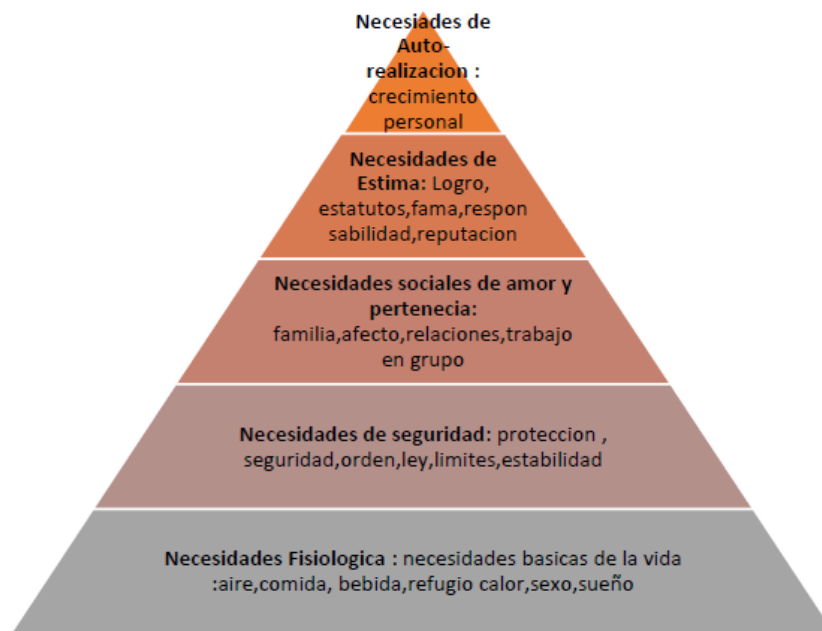 Necesiades de
Auto-
realizacion :
crecimiento
personal
Necesidades de
Estima: Logro,
estatutos,fama,respon
sabilidad,reputacion
Necesidades sociales de amor y
pertenecia:
familia,afecto,relaciones,trabajo
en grupo
Necesidades de seguridad: proteccion ,
seguridad,orden,ley,limites,estabilidad
Necesidades Fisiologica : necesidades basicas de la vida
:aire,comida, bebida,refugio calor,sexo,sueño